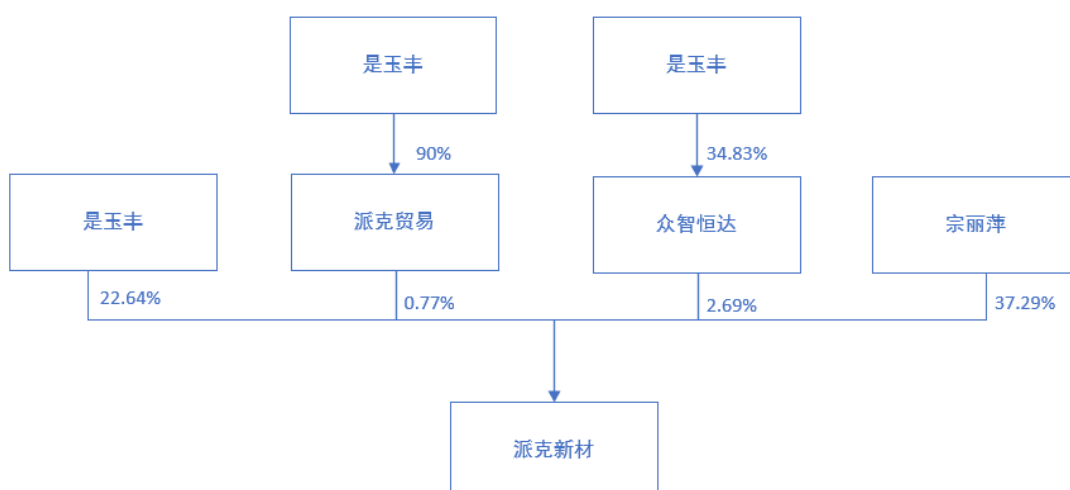 是玉丰
是玉丰
90%
34.83%
是玉丰
派克贸易
众智恒达
宗丽萍
22.64%
0.77%
2.69%
37.29%
派克新材